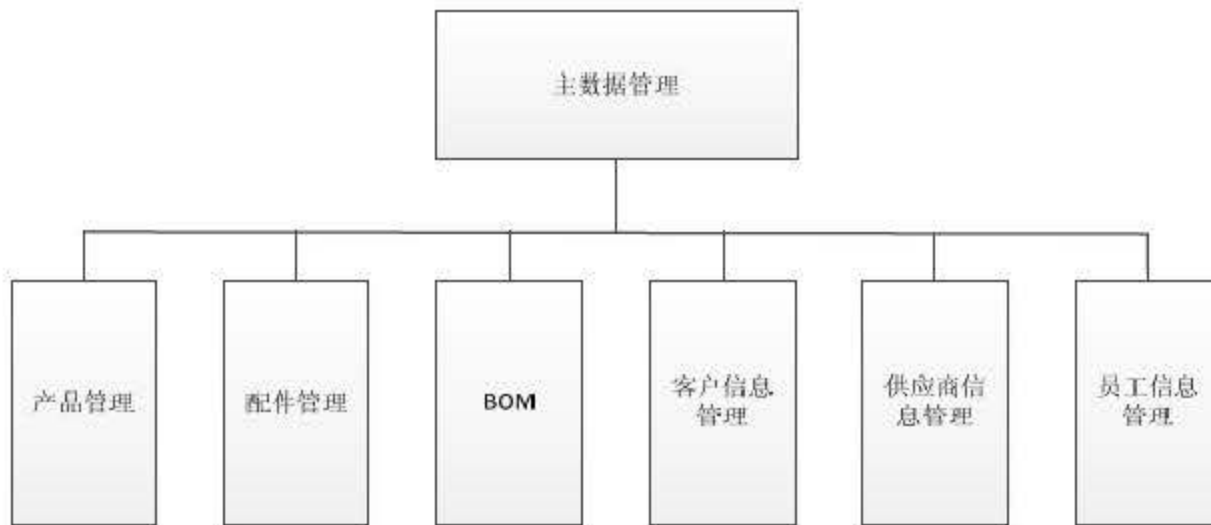 主数据管理
产品管理
配件管理
BOM
客户信息
管理
供应商信
息管理
员工信息
管理